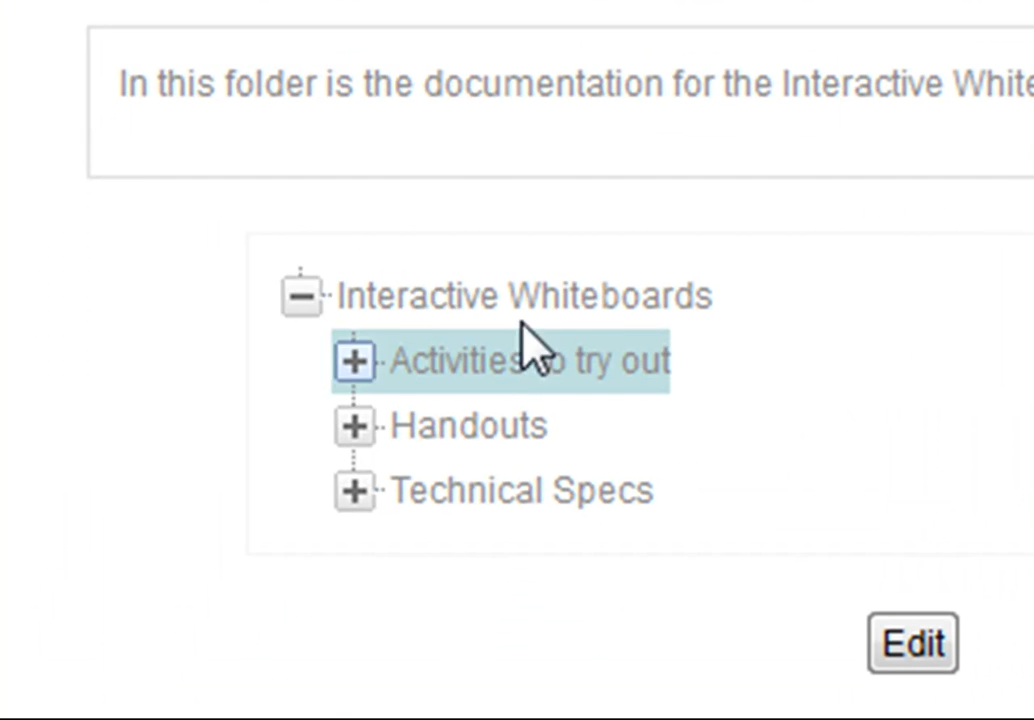 In this folder is the documentation for the Interactive White
Interactive Whiteboards
Activities to try out
Handouts
Technical Specs
Edit